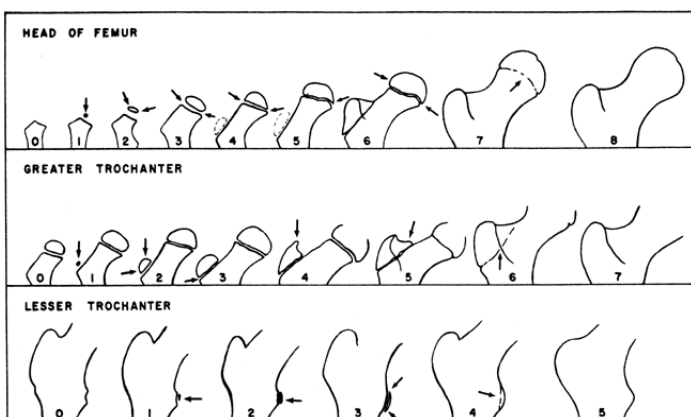 HEAD OF FEMUR
0 1 2 3 4 5 6 7 8
GREATER TROCHANTER
0 1 2 3 4 5 6 7
LESSER TROCHANTER
0 1 2 3 4 5